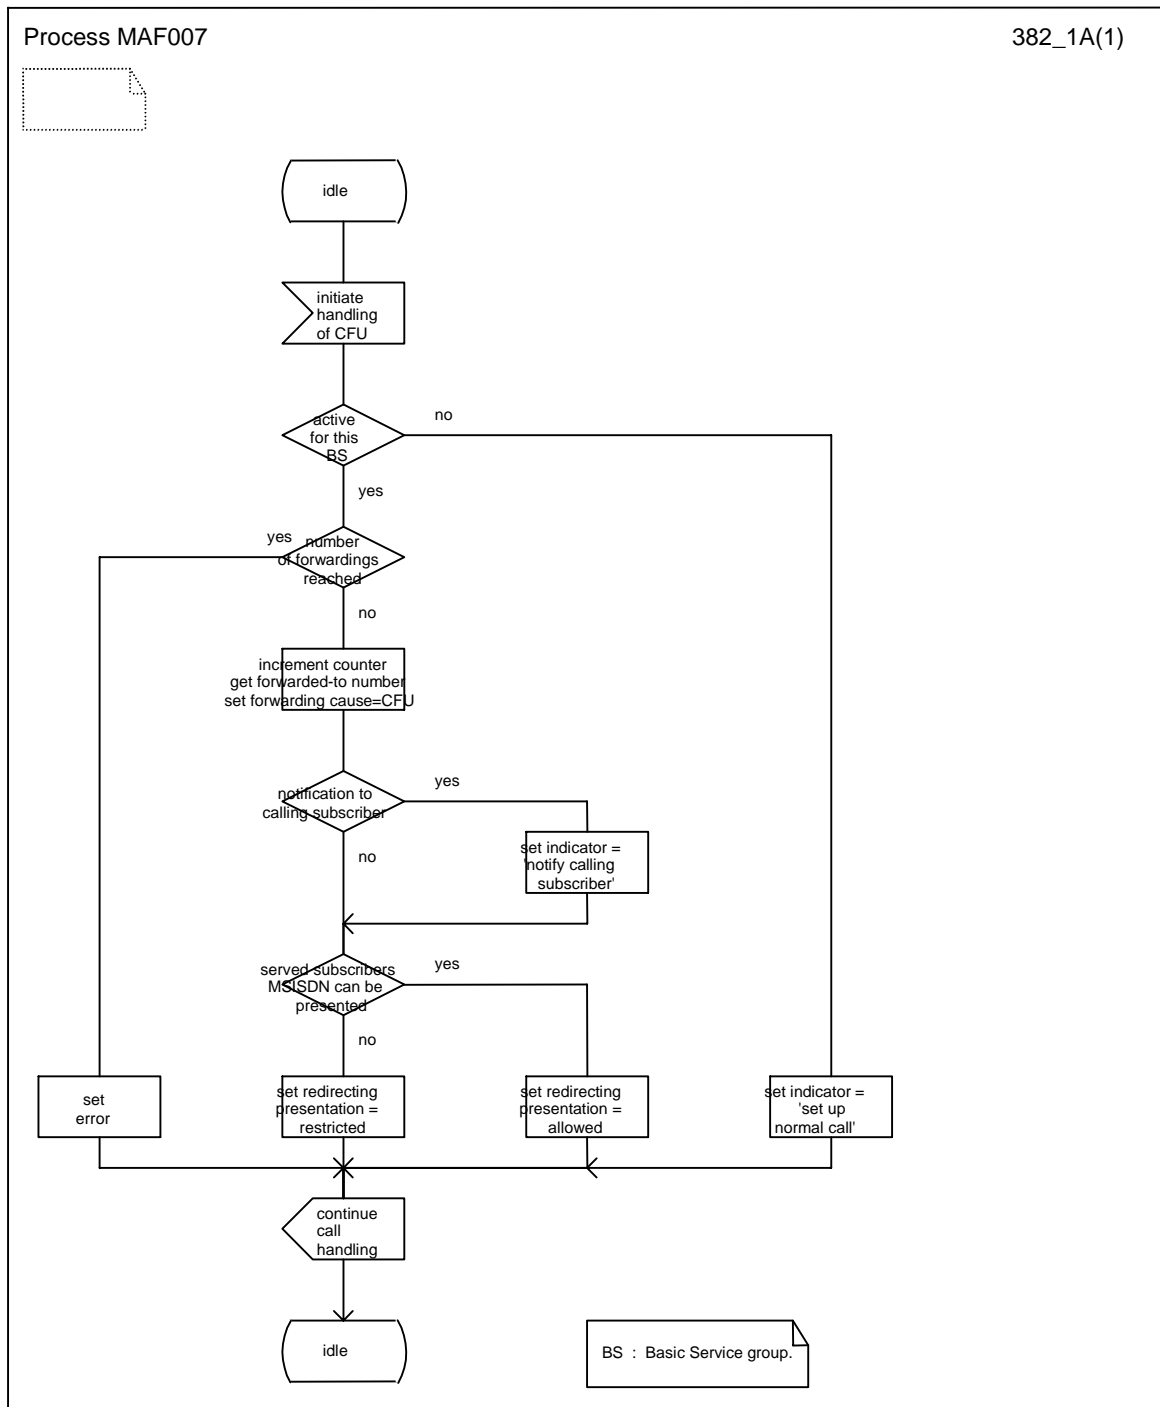 Process MAF007
382_1A(1)
idle
initiate
handling
of CFU
active
for this
BS
no
yes
yes
number
of forwardings
reached
no
increment counter
get forwarded-to number
set forwarding cause=CFU
notification to
calling subscriber
yes
no
set indicator =
'notify calling
subscriber'
served subscribers
MSISDN can be
presented
yes
no
set
error
set redirecting
presentation =
restricted
set redirecting
presentation =
allowed
set indicator =
'set up
normal call'
continue
call
handling
idle
BS : Basic Service group.